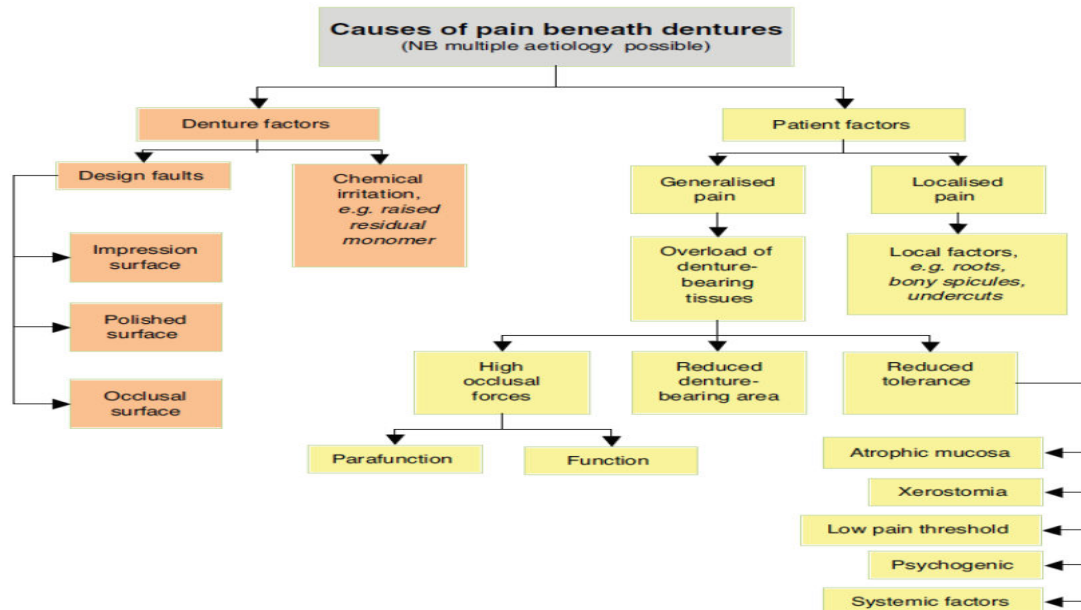 Causes of pain beneath dentures
(NB multiple aetiology possible)
Denture factors
Patient factors
Design faults
Chemical
irritation,
e.g. raised
residual
monomer
Generalised
pain
Localised
pain
Impression
surface
Overload of
denture-
bearing
tissues
Local factors,
e.g. roots,
bony spicules,
undercuts
Polished
surface
Occlusal
surface
High
occlusal
forces
Reduced
denture-
bearing area
Reduced
tolerance
Parafunction
Function
Atrophic mucosa
Xerostomia
Low pain threshold
Psychogenic
Systemic factors